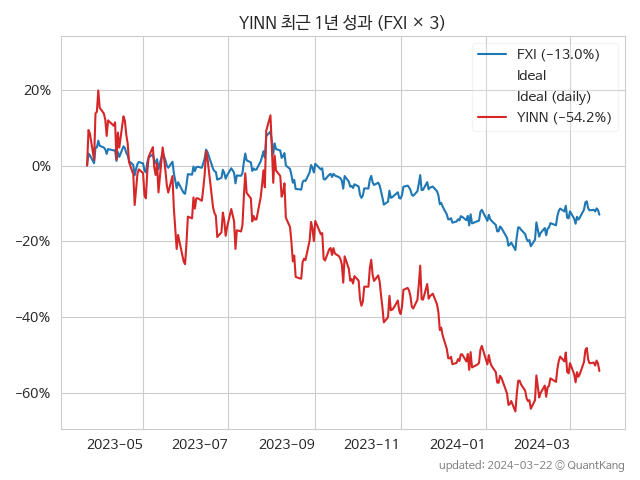 YINN 최근 1년 성과 (FXI × 3)
FXI (−13.0%)
Ideal
Ideal (daily)
YINN (−54.2%)
20%
0%
−20%
−40%
−60%
2023-05
2023-07
2023-09
2023-11
2024-01
2024-03
updated: 2024-03-22 © QuantKang